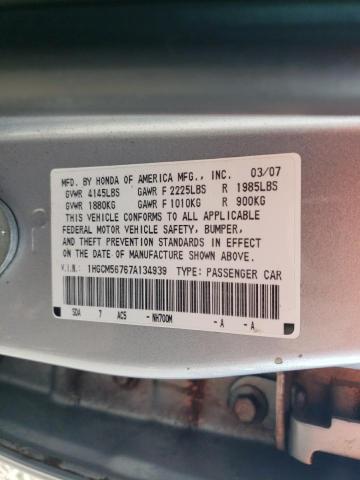 MFD. BY HONDA OF AMERICA MFG., INC. 03/07
GVWR 4145LBS GAWR F 2225LBS R 1985LBS
GVWR 1880KG GAWR F 1010KG R 900KG
THIS VEHICLE CONFORMS TO ALL APPLICABLE
FEDERAL MOTOR VEHICLE SAFETY, BUMPER,
AND THEFT PREVENTION STANDARDS IN EFFECT
ON THE DATE OF MANUFACTURE SHOWN ABOVE.
V.I.N.: 1HGCM56767A134939 TYPE: PASSENGER CAR
SDA 7 AC5 -NH700M -A -A